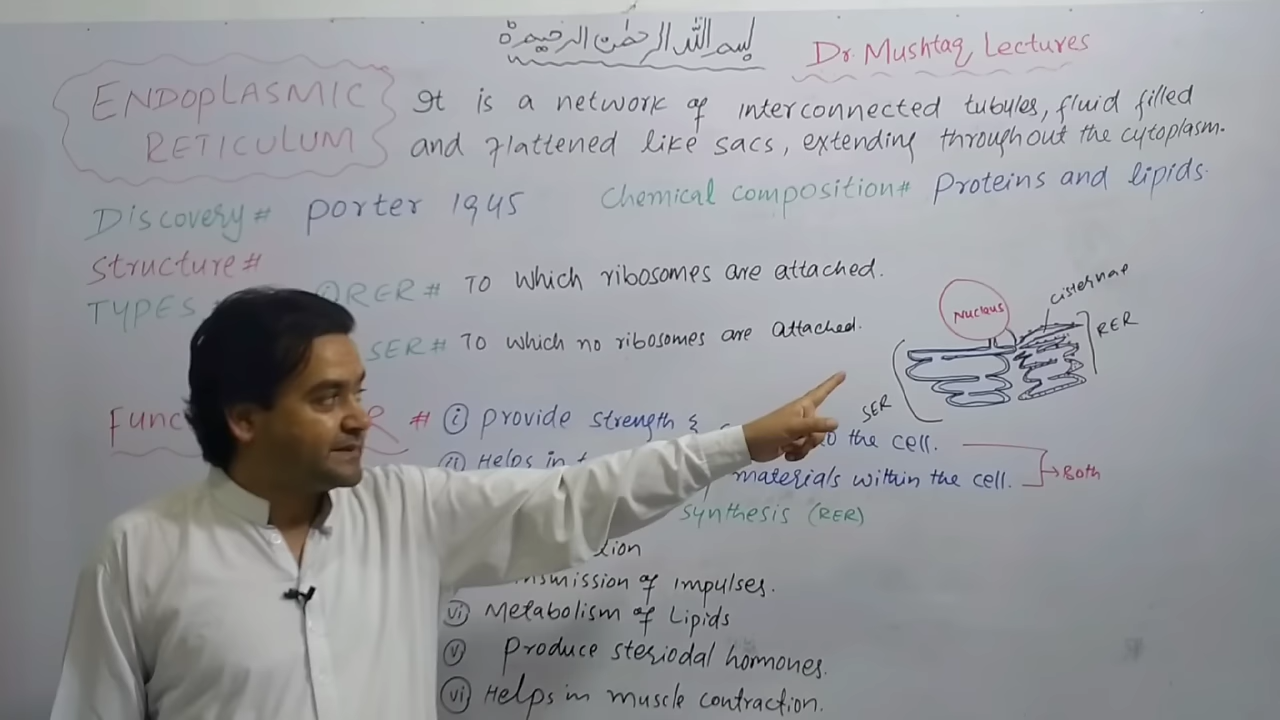 بسم اللہ الرحمٰن الرحیم
Dr. Mushtaq Lectures
ENDOPLASMIC
RETICULUM
It is a network of interconnected tubules, fluid filled
and flattened like sacs, extending throughout the cytoplasm.
Discovery# Porter 1945
Chemical composition# Proteins and lipids.
Structure#
TYPES
① RER# TO which ribosomes are attached.
SER# TO which no ribosomes are attached.
Nucleus
cisternae
RER
SER
Func
R # ⓘ provide strength &
to the cell.
ⓘⓘ Helps in
materials within the cell.
Both
synthesis (RER)
tion
nsmission of impulses.
ⓥⓘ Metabolism of Lipids
ⓥ Produce steriodal hormones.
ⓥⓘ Helps in muscle contraction.